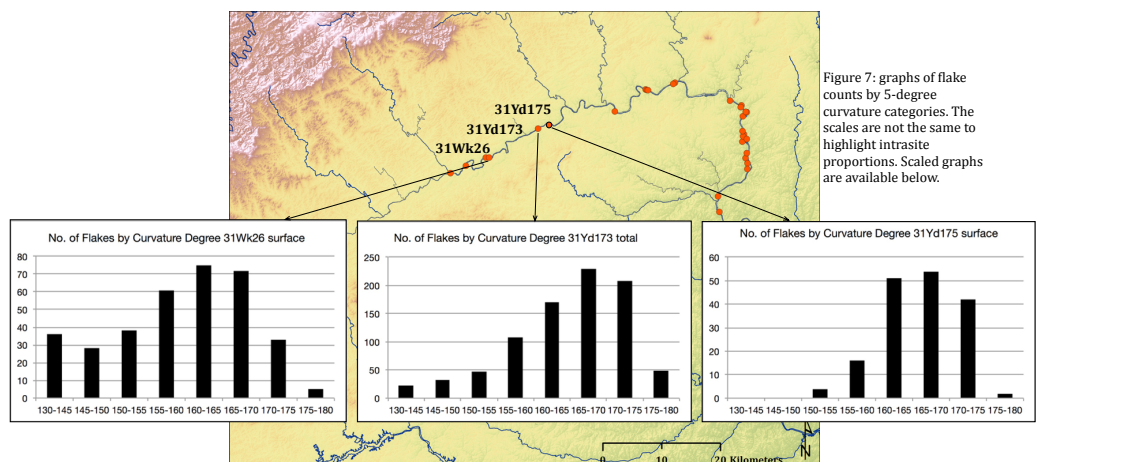 31Yd175
31Yd173
31Wk26
Figure 7: graphs of flake
counts by 5-degree
curvature categories. The
scales are not the same to
highlight intrasite
proportions. Scaled graphs
are available below.
No. of Flakes by Curvature Degree 31Wk26 surface
80
70
60
50
40
30
20
10
0
130-145 145-150 150-155 155-160 160-165 165-170 170-175 175-180
No. of Flakes by Curvature Degree 31Yd173 total
250
200
150
100
50
0
130-145 145-150 150-155 155-160 160-165 165-170 170-175 175-180
No. of Flakes by Curvature Degree 31Yd175 surface
60
50
40
30
20
10
0
130-145 145-150 150-155 155-160 160-165 165-170 170-175 175-180
0 10 20 Kilometers
N